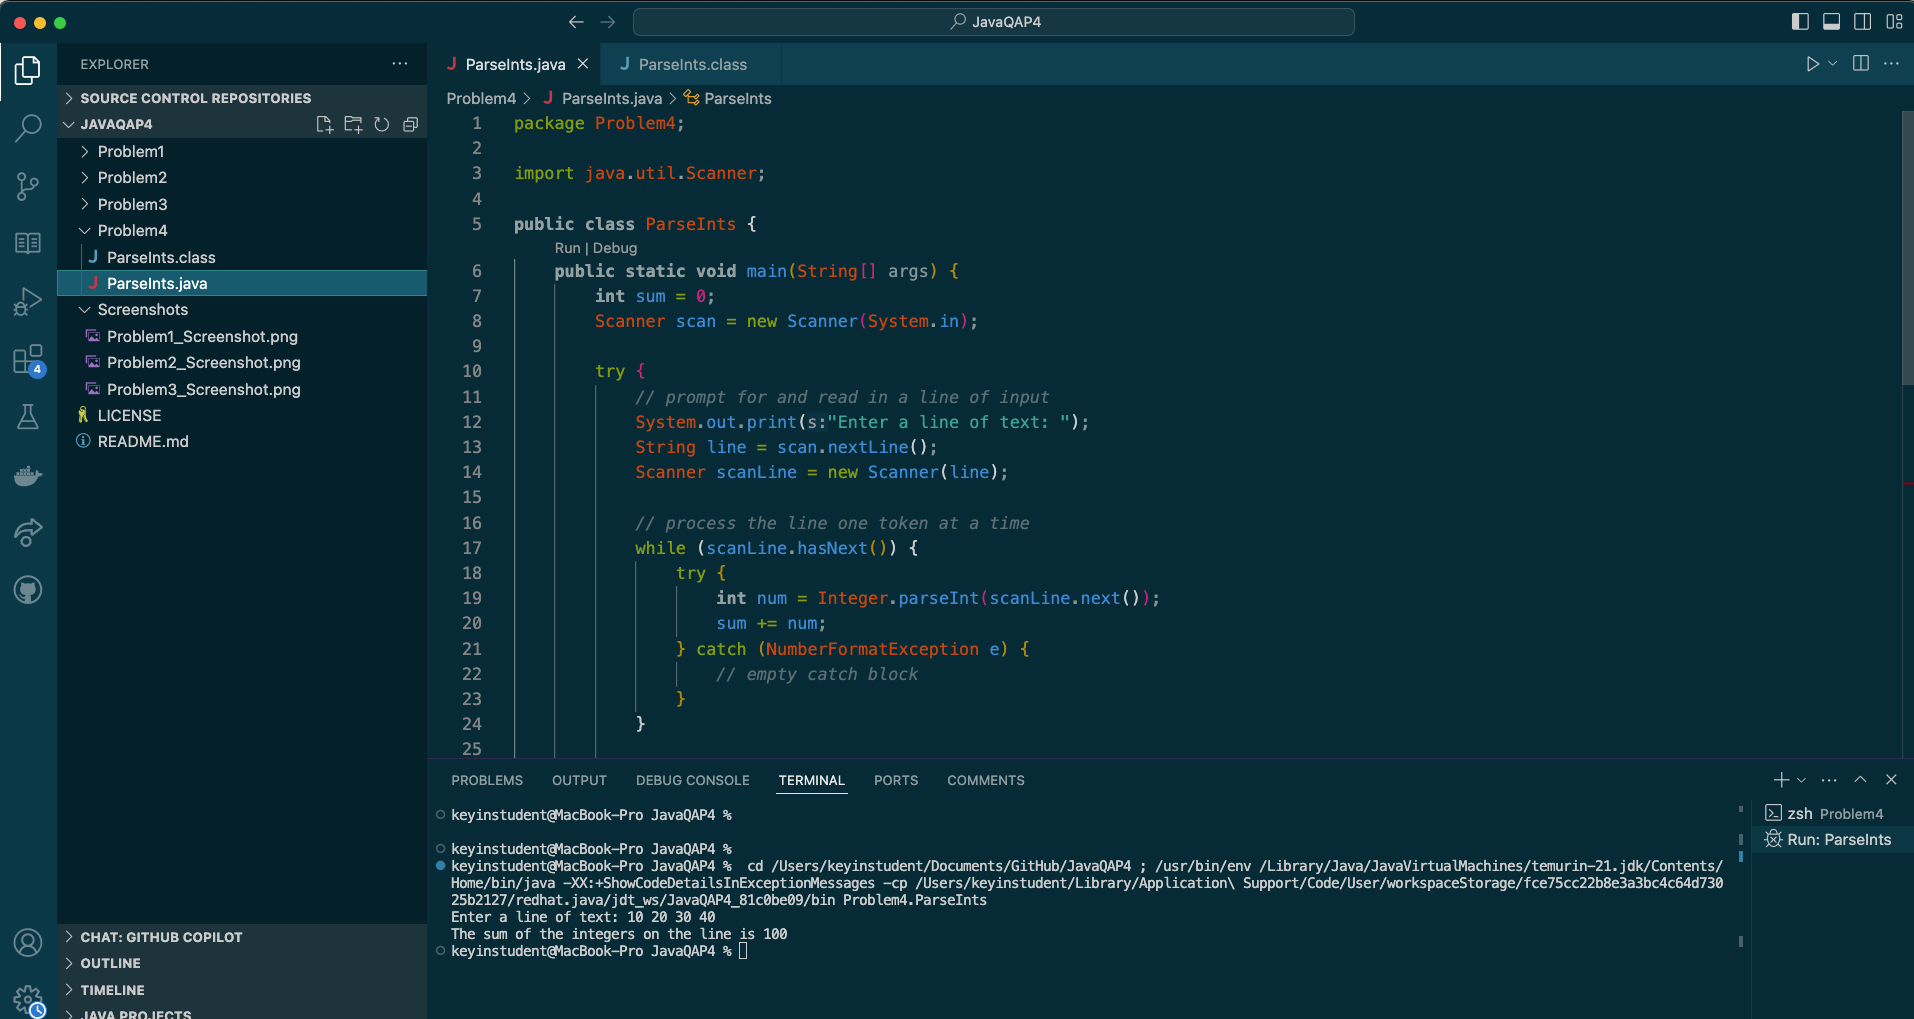 JavaQAP4
EXPLORER
SOURCE CONTROL REPOSITORIES
JAVAQAP4
Problem1
Problem2
Problem3
Problem4
ParseInts.class
ParseInts.java
Screenshots
Problem1_Screenshot.png
Problem2_Screenshot.png
Problem3_Screenshot.png
LICENSE
README.md
4
CHAT: GITHUB COPILOT
OUTLINE
TIMELINE
JAVA PROJECTS
ParseInts.java
ParseInts.class
Problem4 > ParseInts.java > ParseInts
1 package Problem4;
2
3 import java.util.Scanner;
4
5 public class ParseInts {
Run | Debug
6 public static void main(String[] args) {
7 int sum = 0;
8 Scanner scan = new Scanner(System.in);
9
10 try {
11 // prompt for and read in a line of input
12 System.out.print(s:"Enter a line of text: ");
13 String line = scan.nextLine();
14 Scanner scanLine = new Scanner(line);
15
16 // process the line one token at a time
17 while (scanLine.hasNext()) {
18 try {
19 int num = Integer.parseInt(scanLine.next());
20 sum += num;
21 } catch (NumberFormatException e) {
22 // empty catch block
23 }
24 }
25
PROBLEMS OUTPUT DEBUG CONSOLE TERMINAL PORTS COMMENTS
keyinstudent@MacBook-Pro JavaQAP4 %
keyinstudent@MacBook-Pro JavaQAP4 %
keyinstudent@MacBook-Pro JavaQAP4 % cd /Users/keyinstudent/Documents/GitHub/JavaQAP4 ; /usr/bin/env /Library/Java/JavaVirtualMachines/temurin-21.jdk/Contents/
Home/bin/java -XX:+ShowCodeDetailsInExceptionMessages -cp /Users/keyinstudent/Library/Application\ Support/Code/User/workspaceStorage/fce75cc22b8e3a3bc4c64d730
25b2127/redhat.java/jdt_ws/JavaQAP4_81c0be09/bin Problem4.ParseInts
Enter a line of text: 10 20 30 40
The sum of the integers on the line is 100
keyinstudent@MacBook-Pro JavaQAP4 %
zsh Problem4
Run: ParseInts